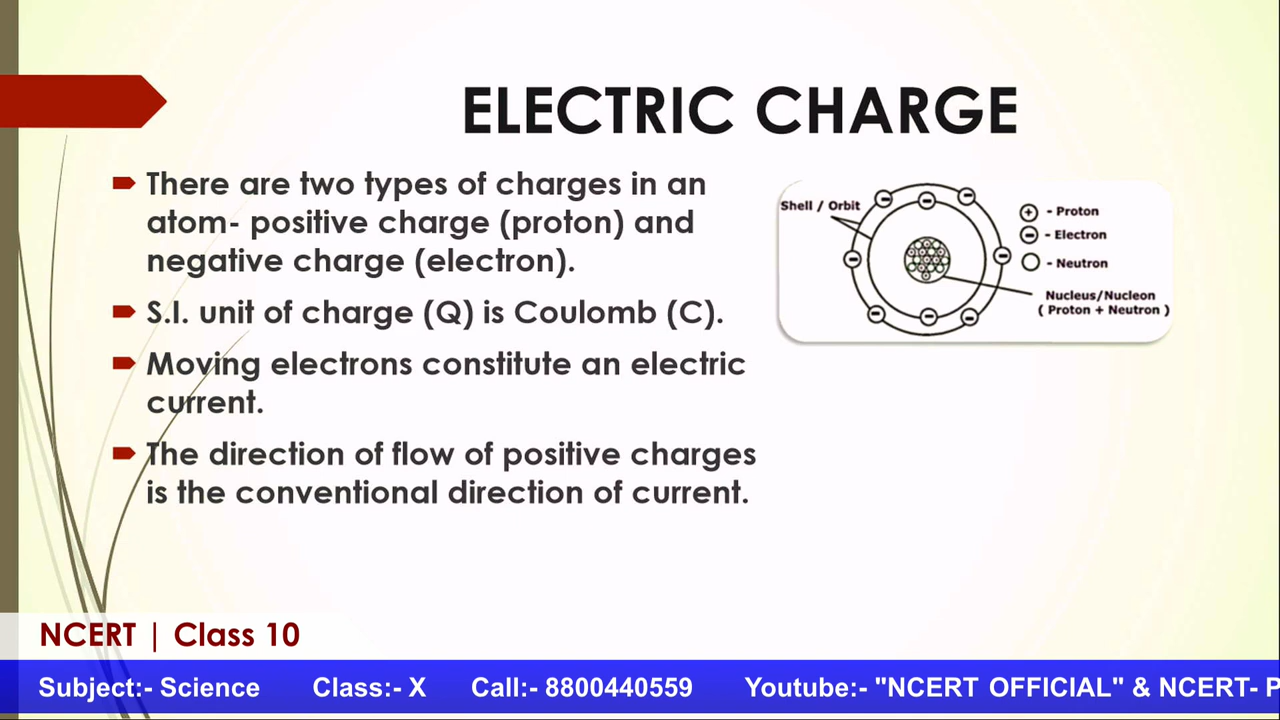 ELECTRIC CHARGE
There are two types of charges in an
atom- positive charge (proton) and
negative charge (electron).
S.I. unit of charge (Q) is Coulomb (C).
Moving electrons constitute an electric
current.
The direction of flow of positive charges
is the conventional direction of current.
Shell / Orbit
+ - Proton
- Electron
- Neutron
Nucleus/Nucleon
( Proton + Neutron )
NCERT | Class 10
Subject:- Science Class:- X Call:- 8800440559 Youtube:- "NCERT OFFICIAL" & NCERT- P